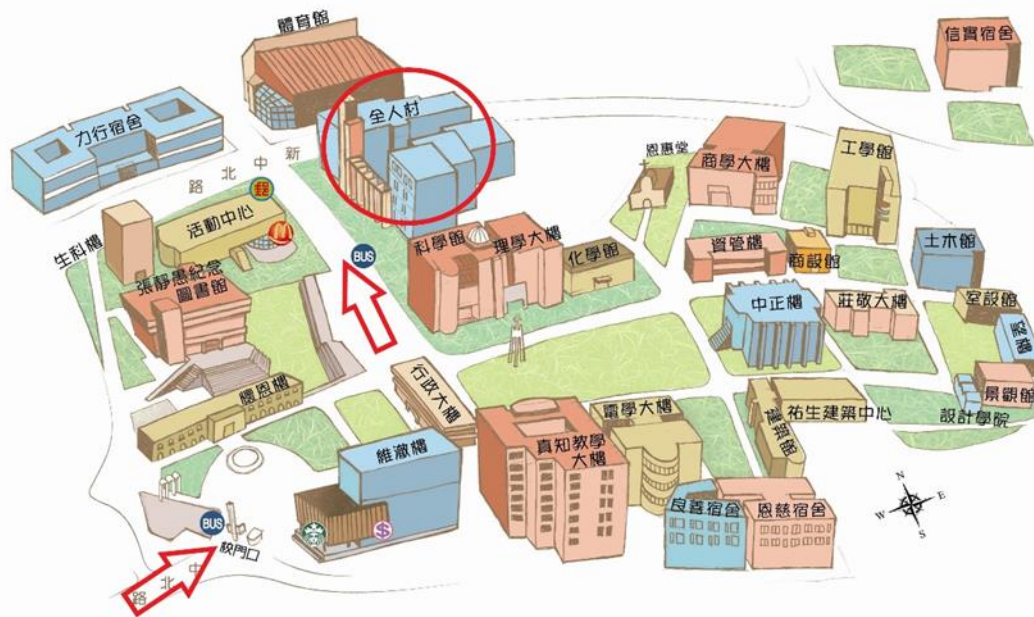 體育館
信實宿舍
全人村
力行宿舍
新
中
北
路
郵
恩惠堂
商學大樓
工學館
活動中心
生科樓
BUS
科學館
理學大樓
化學館
資管樓
商設館
土木館
張靜愚紀念
圖書館
中正樓
莊敬大樓
室設館
行政大樓
電學大樓
祐生建築中心
建築館
景觀館
設計學院
維澈樓
真知教學
大樓
N
W
E
S
良善宿舍
恩慈宿舍
BUS
校門口
$
中
北
路